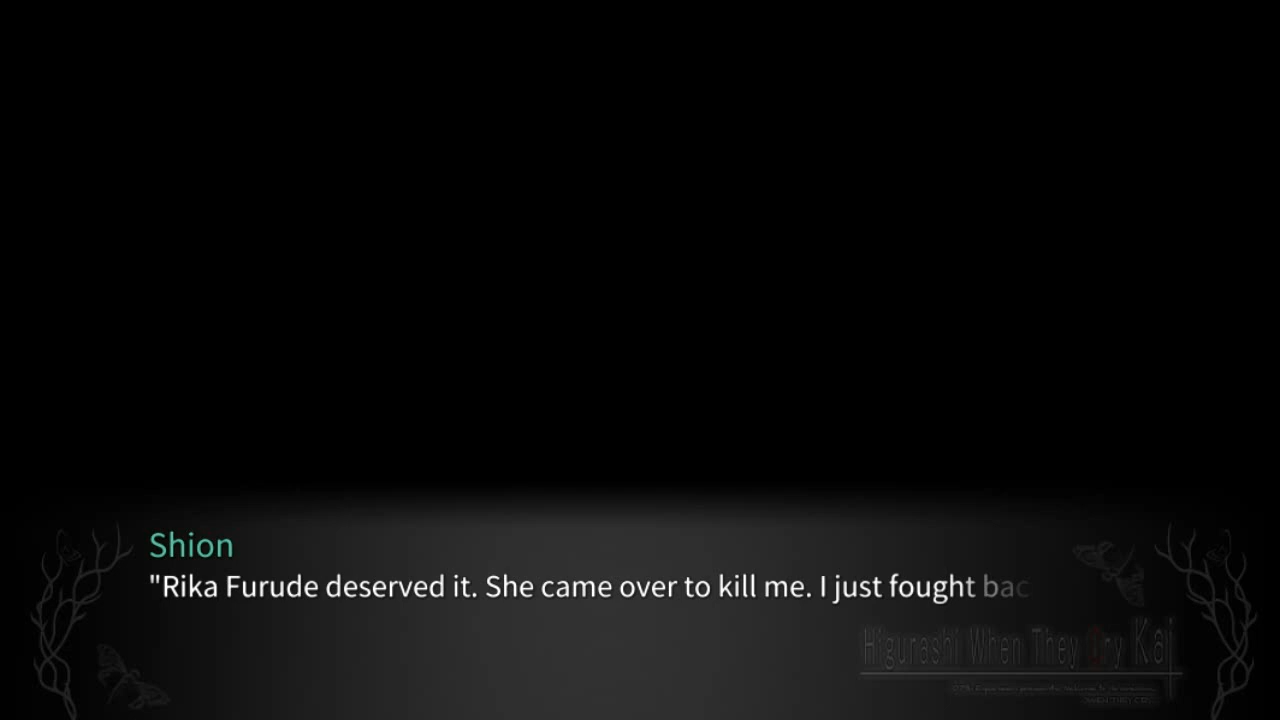 Shion
"Rika Furude deserved it. She came over to kill me. I just fought bac
Higurashi When They Cry Kai